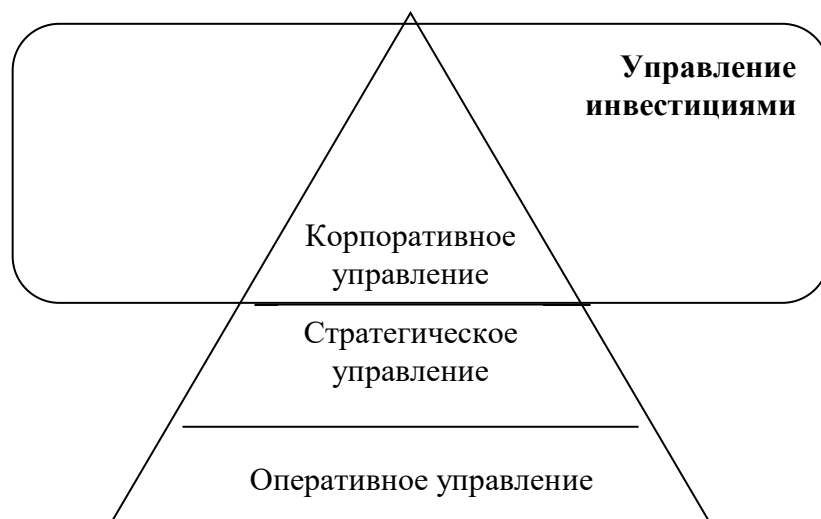 Управление
инвестициями
Корпоративное
управление
Стратегическое
управление
Оперативное управление